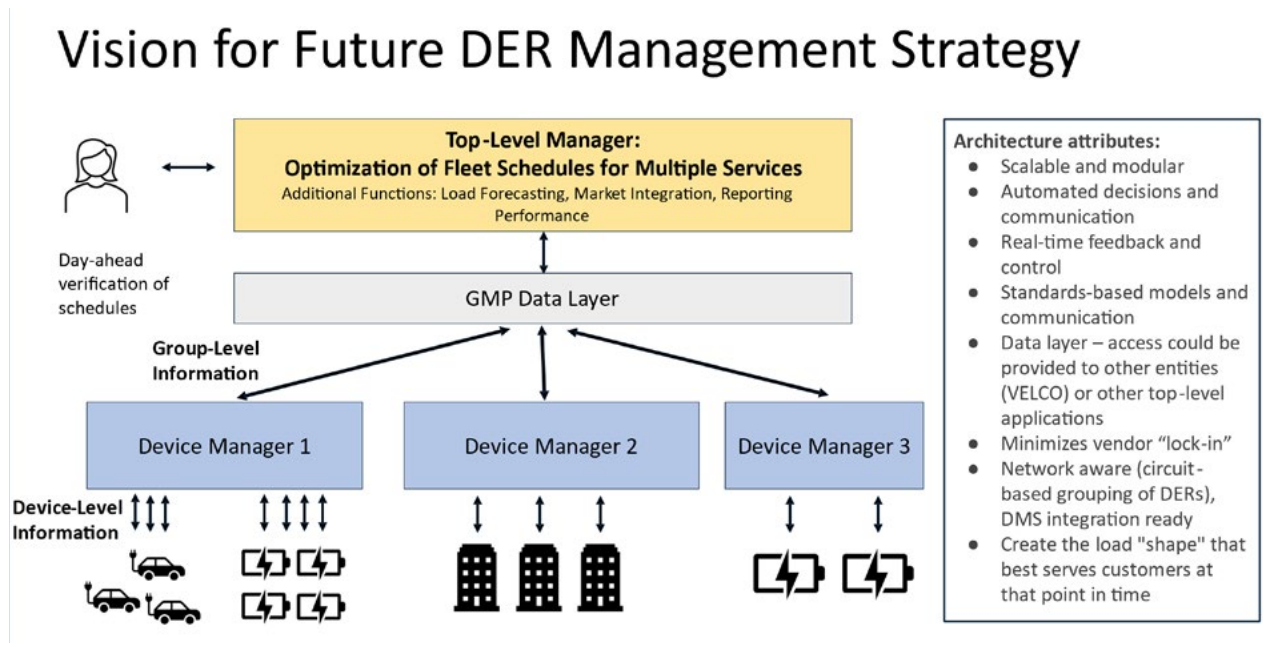 Vision for Future DER Management Strategy
Top-Level Manager:
Optimization of Fleet Schedules for Multiple Services
Additional Functions: Load Forecasting, Market Integration, Reporting
Performance
Day-ahead
verification of
schedules
GMP Data Layer
Group-Level
Information
Device Manager 1
Device Manager 2
Device Manager 3
Device-Level
Information
Architecture attributes:
● Scalable and modular
● Automated decisions and
communication
● Real-time feedback and
control
● Standards-based models and
communication
● Data layer – access could be
provided to other entities
(VELCO) or other top-level
applications
● Minimizes vendor “lock-in”
● Network aware (circuit-
based grouping of DERs),
DMS integration ready
● Create the load "shape" that
best serves customers at
that point in time